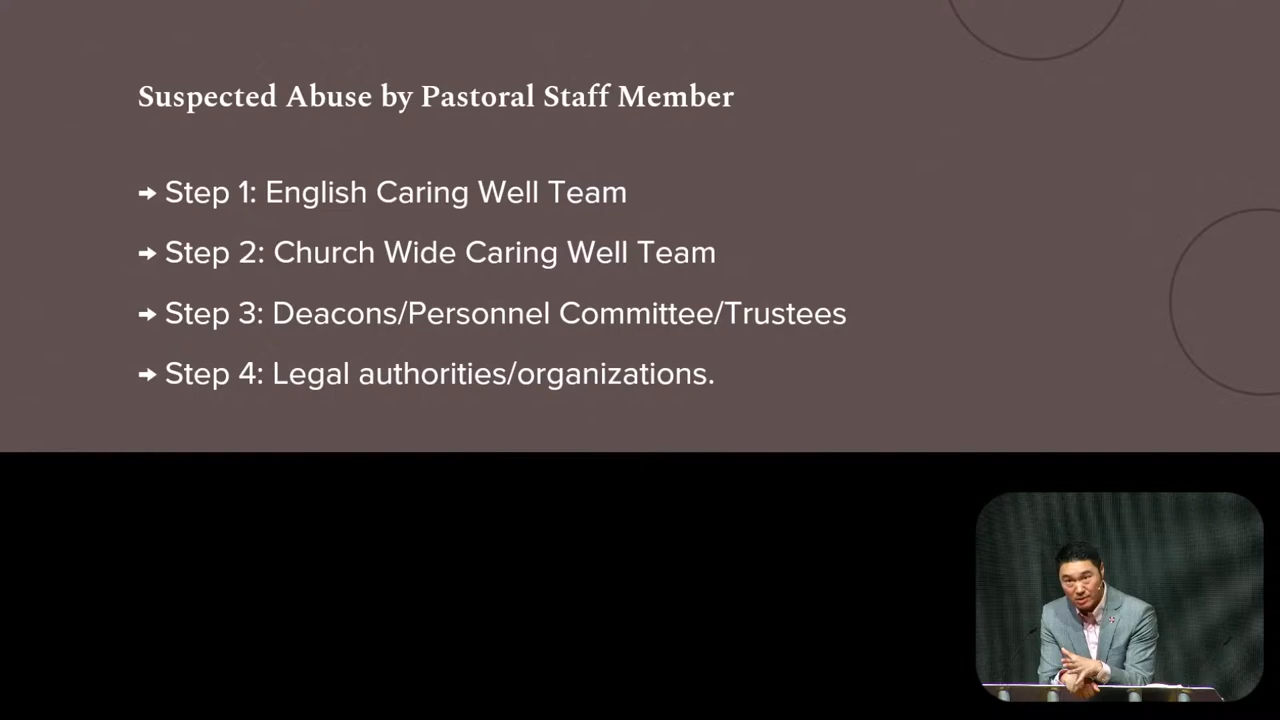 Suspected Abuse by Pastoral Staff Member
➜ Step 1: English Caring Well Team
➜ Step 2: Church Wide Caring Well Team
➜ Step 3: Deacons/Personnel Committee/Trustees
➜ Step 4: Legal authorities/organizations.